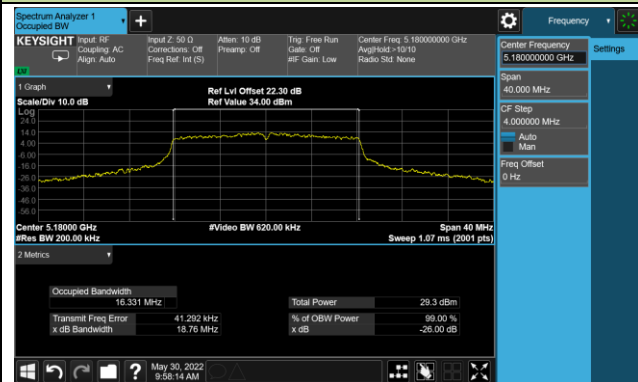 Spectrum Analyzer 1
Occupied BW
Frequency
KEYSIGHT
Input: RF
Coupling: AC
Align: Auto
Input Z: 50 Ω
Corrections: Off
Freq Ref: Int (S)
Atten: 10 dB
Preamp: Off
Trig: Free Run
Gate: Off
#IF Gain: Low
Center Freq: 5.180000000 GHz
Avg|Hold:>10/10
Radio Std: None
Center Frequency
5.180000000 GHz
Settings
Span
40.000 MHz
CF Step
4.000000 MHz
Auto
Man
Freq Offset
0 Hz
1 Graph
Scale/Div 10.0 dB
Ref Lvl Offset 22.30 dB
Ref Value 34.00 dBm
Log
24.0
14.0
4.00
-6.00
-16.0
-26.0
-36.0
-46.0
-56.0
Center 5.18000 GHz
#Video BW 620.00 kHz
Span 40 MHz
#Res BW 200.00 kHz
Sweep 1.07 ms (2001 pts)
2 Metrics
Occupied Bandwidth
16.331 MHz
Total Power 29.3 dBm
Transmit Freq Error 41.292 kHz
% of OBW Power 99.00 %
x dB Bandwidth 18.76 MHz
x dB -26.00 dB
May 30, 2022
9:58:14 AM